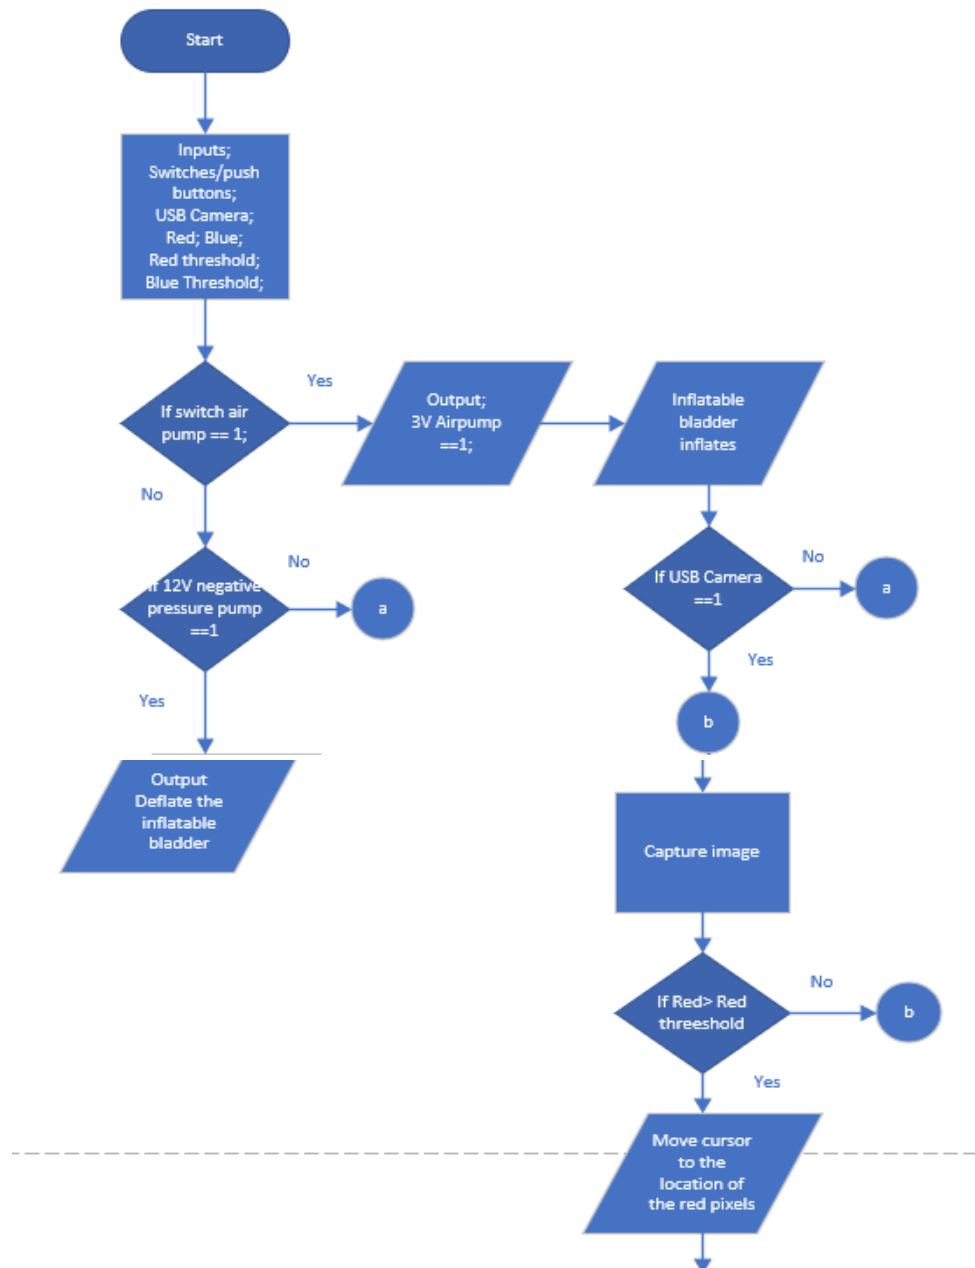 Start
Inputs;
Switches/push
buttons;
USB Camera;
Red; Blue;
Red threshold;
Blue Threshold;
If switch air
pump == 1;
Yes
Output;
3V Airpump
==1;
Inflatable
bladder
inflates
No
If 12V negative
pressure pump
==1
No
a
If USB Camera
==1
No
a
Yes
Yes
b
Output
Deflate the
inflatable
bladder
Capture image
If Red> Red
threeshold
No
b
Yes
Move cursor
to the
location of
the red pixels